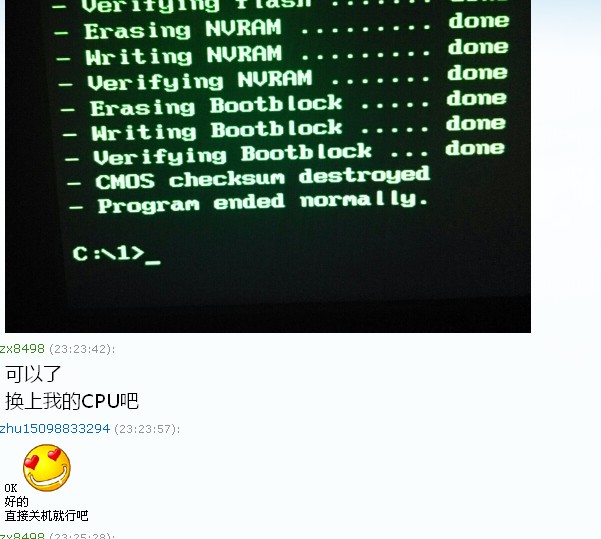 - Verifying flash ........ done
- Erasing NVRAM ......... done
- Writing NVRAM ......... done
- Verifying NVRAM ........ done
- Erasing Bootblock ..... done
- Writing Bootblock ..... done
- Verifying Bootblock ... done
- CMOS checksum destroyed
- Program ended normally.
C:\1>_
zx8498 (23:23:42):
可以了
换上我的CPU吧
zhu15098833294 (23:23:57):
OK
好的
直接关机就行吧
zx8498 (23:25:28):